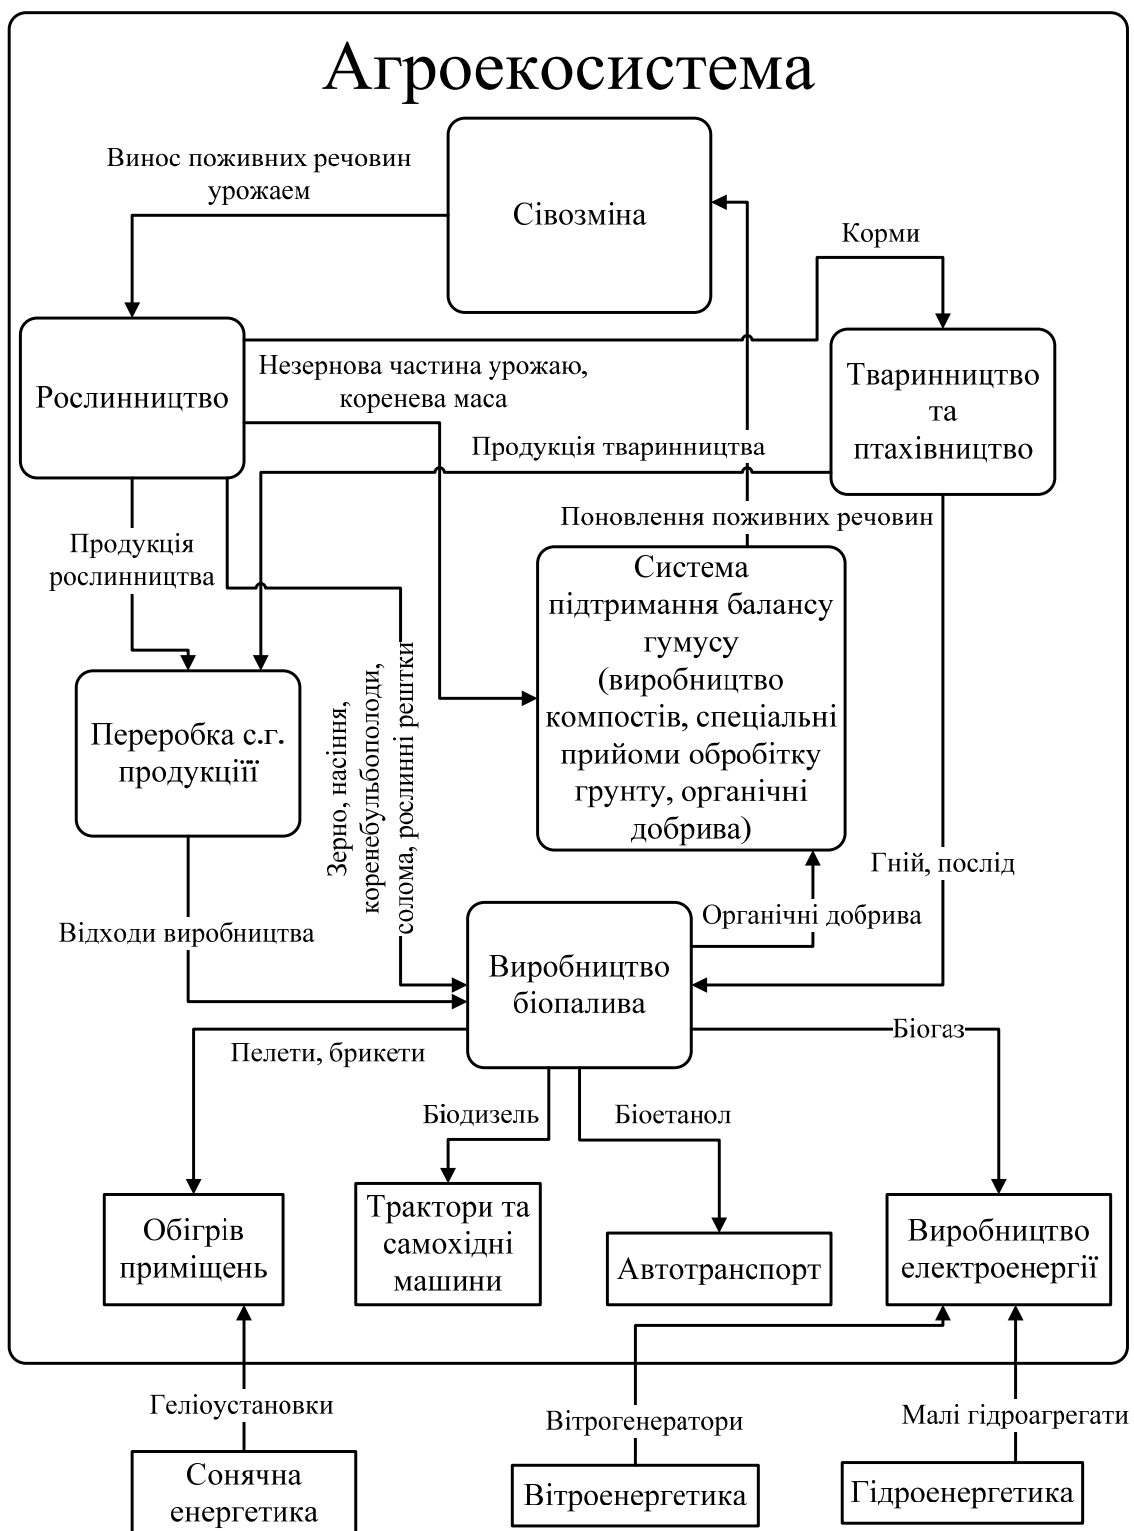 Агроекосистема
Винос поживних речовин
урожаем
Сівозміна
Корми
Рослинництво
Незернова частина урожаю,
коренева маса
Тваринництво
та
птахівництво
Продукція тваринництва
Поновлення поживних речовин
Продукція
рослинництва
Система
підтримання балансу
гумусу
(виробництво
компостів, спеціальні
прийоми обробітку
грунту, органічні
добрива)
Зерно, насіння,
коренебульбополоди,
солома, рослинні рештки
Переробка с.г.
продукціїї
Гній, послід
Органічні добрива
Відходи виробництва
Виробництво
біопалива
Біогаз
Пелети, брикети
Біодизель
Біоетанол
Обігрів
приміщень
Трактори та
самохідні
машини
Автотранспорт
Виробництво
електроенергії
Геліоустановки
Вітрогенератори
Малі гідроагрегати
Сонячна
енергетика
Вітроенергетика
Гідроенергетика